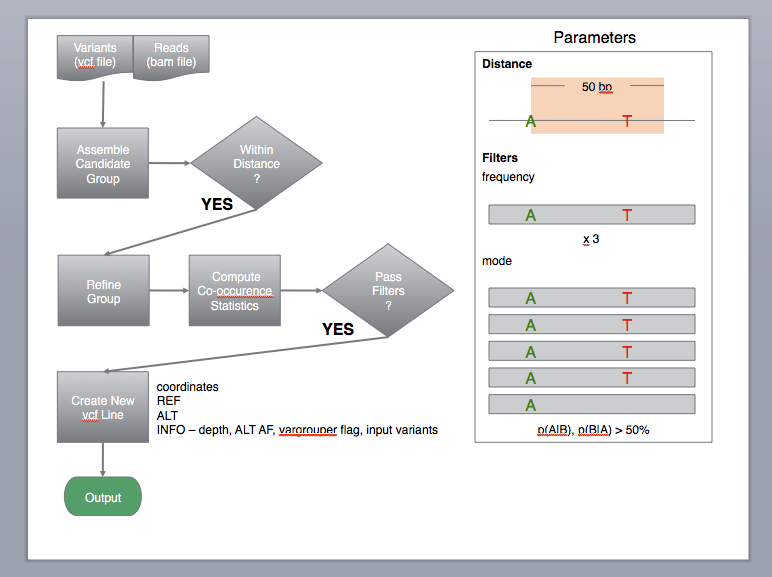 Variants
(vcf file)
Reads
(bam file)
Assemble
Candidate
Group
Within
Distance
?
YES
Refine
Group
Compute
Co-occurence
Statistics
Pass
Filters
?
YES
Create New
vcf Line
coordinates
REF
ALT
INFO – depth, ALT AF, vargrouper flag, input variants
Output
Parameters
Distance
50 bp
A T
Filters
frequency
A T
x 3
mode
A T
A T
A T
A T
A
p(A|B), p(B|A) > 50%